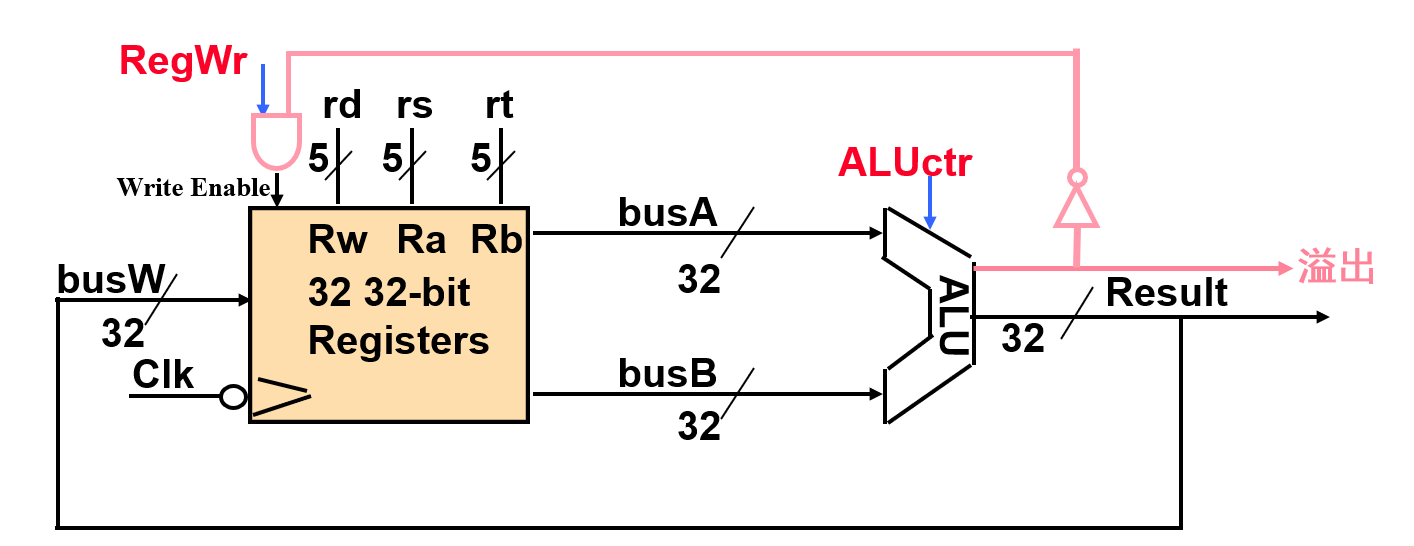 RegWr
rd rs rt
5 5 5
ALUctr
Write Enable
busA
32
Rw Ra Rb
32 32-bit
Registers
busW
32
Clk
busB
32
ALU
溢出
Result
32